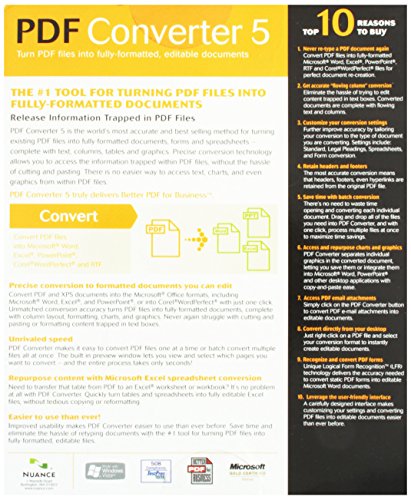 PDF Converter 5
Turn PDF files into fully-formatted, editable documents
THE #1 TOOL FOR TURNING PDF FILES INTO
FULLY-FORMATTED DOCUMENTS
Release Information Trapped in PDF Files
PDF Converter 5 is the world's most accurate and best selling method for turning
existing PDF files into fully formatted documents, forms and spreadsheets –
complete with text, columns, tables and graphics. Precise conversion technology
allows you to access the information trapped within PDF files, without the hassle
of cutting and pasting. There is no easier way to access text, charts, and even
graphics from within PDF files.
PDF Converter 5 truly delivers Better PDF for Business™.
Convert
Convert PDF files
into Microsoft® Word,
Excel®, PowerPoint®,
Corel®WordPerfect® and RTF
PDF
PPT
Precise conversion to formatted documents you can edit
Convert PDF and XPS documents into the Microsoft® Office formats, including
Microsoft® Word, Excel®, and PowerPoint®, or into Corel®WordPerfect® with just one-click.
Unmatched conversion accuracy turns PDF files into fully formatted documents, complete
with column layout, formatting, charts, and graphics. Never again struggle with cutting and
pasting or formatting content trapped in text boxes.
Unrivaled speed
PDF Converter makes it easy to convert PDF files one at a time or batch convert multiple
files all at once. The built in preview window lets you view and select which pages you
want to convert – and the entire process takes only seconds!
Repurpose content with Microsoft Excel spreadsheet conversion
Need to transfer that table from PDF to an Excel® worksheet or workbook? It's no problem
at all with PDF Converter. Quickly turn tables and spreadsheets into fully formatted Excel
files, without tedious copying or reformatting.
Easier to use than ever!
Improved usability makes PDF Converter easier to use than ever before. Save time and
eliminate the hassle of retyping documents with the #1 tool for turning PDF files into
fully formatted, editable files.
NUANCE
Windows Vista™
SCB
PDF
Microsoft
GOLD CERTIFIED
Partner
TOP 10 REASONS
TO BUY
1. Never re-type a PDF document again
Convert PDF files into fully-formatted
Microsoft® Word, Excel®, PowerPoint®,
RTF and Corel®WordPerfect® files for
perfect document re-creation.
2. Get accurate "flowing column" conversion
Eliminate the hassle of trying to edit
content trapped in text boxes. Converted
documents are complete with flowing
text and columns.
3. Customize your conversion settings
Further improve accuracy by tailoring
your conversion to the type of document
you are converting. Settings include:
Standard, Legal Pleadings, Spreadsheets,
and Form conversion.
4. Retain headers and footers
The most accurate conversion means
that headers, footers, even hyperlinks are
retained from the original PDF file.
5. Save time with batch conversion
There's no need to waste time
opening and converting each individual
document. Drag and drop all of the files
you need into PDF Converter, and with
one click, process multiple files at once
to maximize time savings.
6. Access and repurpose charts and graphics
PDF Converter separates individual
graphics in the converted document,
letting you save them or integrate them
into Microsoft® Word, PowerPoint®
and other desktop applications with
copy-and-paste ease.
7. Access PDF email attachments
Simply click on the PDF Converter button
to convert PDF e-mail attachments into
editable documents.
8. Convert directly from your desktop
Just right-click on a PDF file and select
your conversion format to instantly
create editable documents.
9. Recognize and convert PDF forms
Unique Logical Form Recognition™ (LFR)
technology delivers the accuracy needed
to convert static PDF forms into editable
Microsoft Word documents.
10. Leverage the user-friendly interface
A carefully designed interface makes
customizing your settings and converting
PDF files into editable documents easier
than ever before.